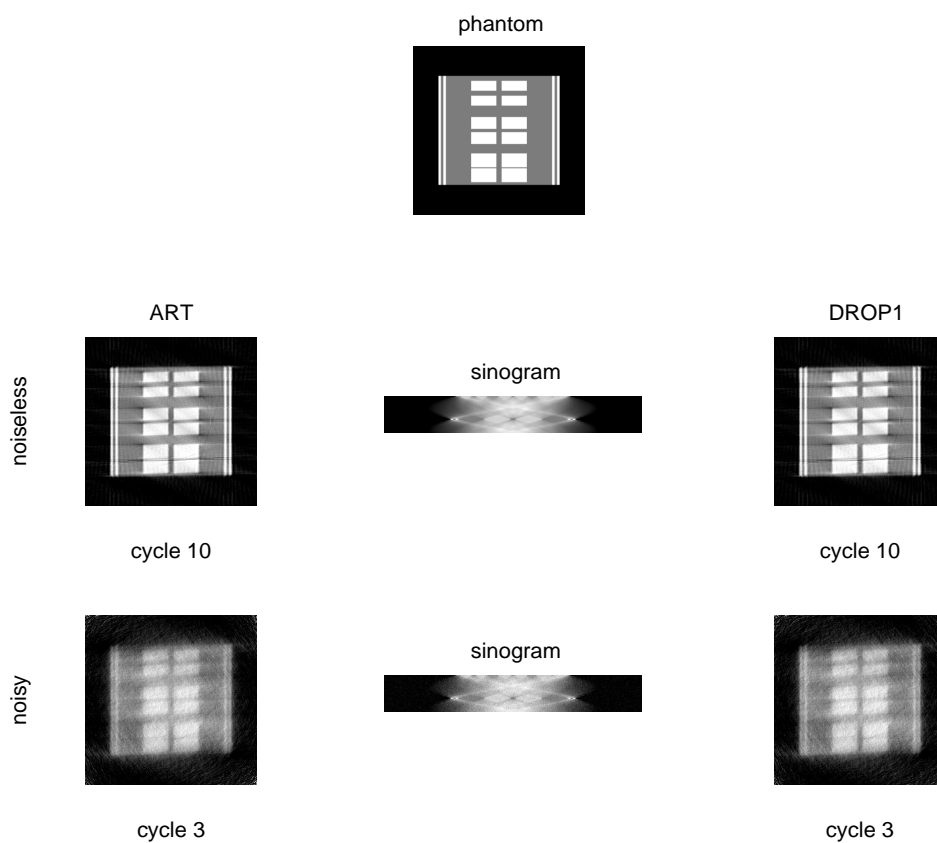 phantom
ART
DROP1
noiseless
sinogram
cycle 10
cycle 10
noisy
sinogram
cycle 3
cycle 3